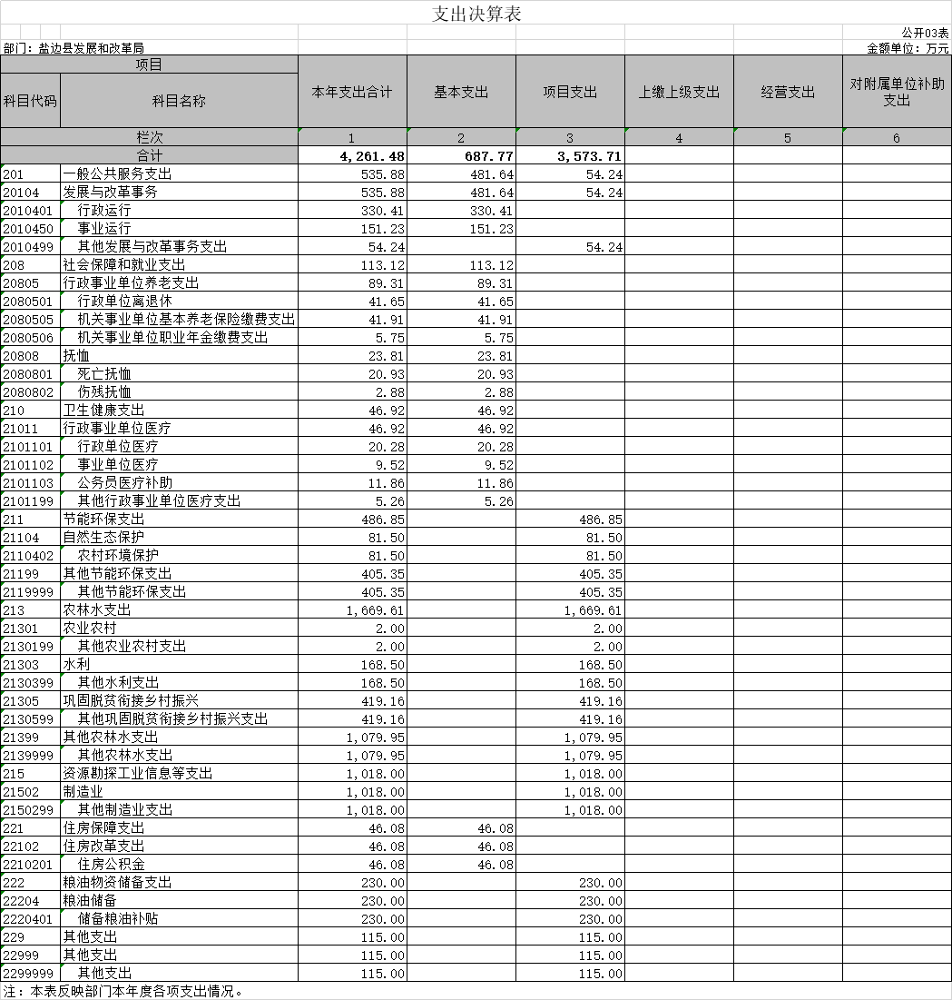 支出决算表
公开03表
部门：盐边县发展和改革局 金额单位：万元
项目 本年支出合计 基本支出 项目支出 上缴上级支出 经营支出 对附属单位补助支出
科目代码 科目名称
栏次 1 2 3 4 5 6
合计 4,261.48 687.77 3,573.71
201 一般公共服务支出 535.88 481.64 54.24
20104 发展与改革事务 535.88 481.64 54.24
2010401 行政运行 330.41 330.41
2010450 事业运行 151.23 151.23
2010499 其他发展与改革事务支出 54.24 54.24
208 社会保障和就业支出 113.12 113.12
20805 行政事业单位养老支出 89.31 89.31
2080501 行政单位离退休 41.65 41.65
2080505 机关事业单位基本养老保险缴费支出 41.91 41.91
2080506 机关事业单位职业年金缴费支出 5.75 5.75
20808 抚恤 23.81 23.81
2080801 死亡抚恤 20.93 20.93
2080802 伤残抚恤 2.88 2.88
210 卫生健康支出 46.92 46.92
21011 行政事业单位医疗 46.92 46.92
2101101 行政单位医疗 20.28 20.28
2101102 事业单位医疗 9.52 9.52
2101103 公务员医疗补助 11.86 11.86
2101199 其他行政事业单位医疗支出 5.26 5.26
211 节能环保支出 486.85 486.85
21104 自然生态保护 81.50 81.50
2110402 农村环境保护 81.50 81.50
21199 其他节能环保支出 405.35 405.35
2119999 其他节能环保支出 405.35 405.35
213 农林水支出 1,669.61 1,669.61
21301 农业农村 2.00 2.00
2130199 其他农业农村支出 2.00 2.00
21303 水利 168.50 168.50
2130399 其他水利支出 168.50 168.50
21305 巩固脱贫衔接乡村振兴 419.16 419.16
2130599 其他巩固脱贫衔接乡村振兴支出 419.16 419.16
21399 其他农林水支出 1,079.95 1,079.95
2139999 其他农林水支出 1,079.95 1,079.95
215 资源勘探工业信息等支出 1,018.00 1,018.00
21502 制造业 1,018.00 1,018.00
2150299 其他制造业支出 1,018.00 1,018.00
221 住房保障支出 46.08 46.08
22102 住房改革支出 46.08 46.08
2210201 住房公积金 46.08 46.08
222 粮油物资储备支出 230.00 230.00
22204 粮油储备 230.00 230.00
2220401 储备粮油补贴 230.00 230.00
229 其他支出 115.00 115.00
22999 其他支出 115.00 115.00
2299999 其他支出 115.00 115.00
注：本表反映部门本年度各项支出情况。